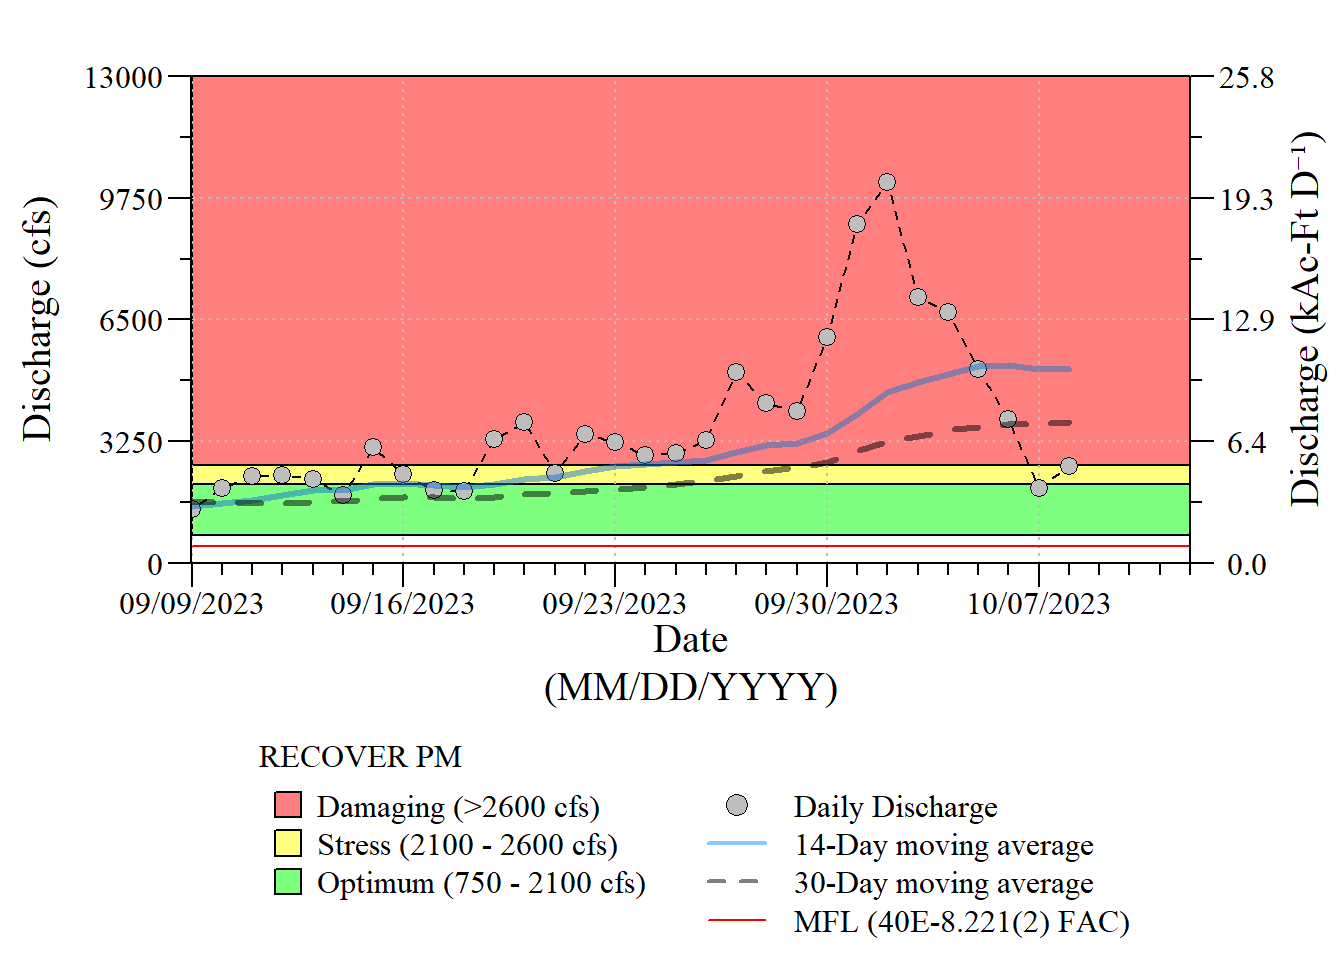 13000
9750
6500
3250
0
Discharge (cfs)
25.8
19.3
12.9
6.4
0.0
Discharge (kAc-Ft D⁻¹)
09/09/2023 09/16/2023 09/23/2023 09/30/2023 10/07/2023
Date
(MM/DD/YYYY)
RECOVER PM
Damaging (>2600 cfs)
Stress (2100 - 2600 cfs)
Optimum (750 - 2100 cfs)
Daily Discharge
14-Day moving average
30-Day moving average
MFL (40E-8.221(2) FAC)